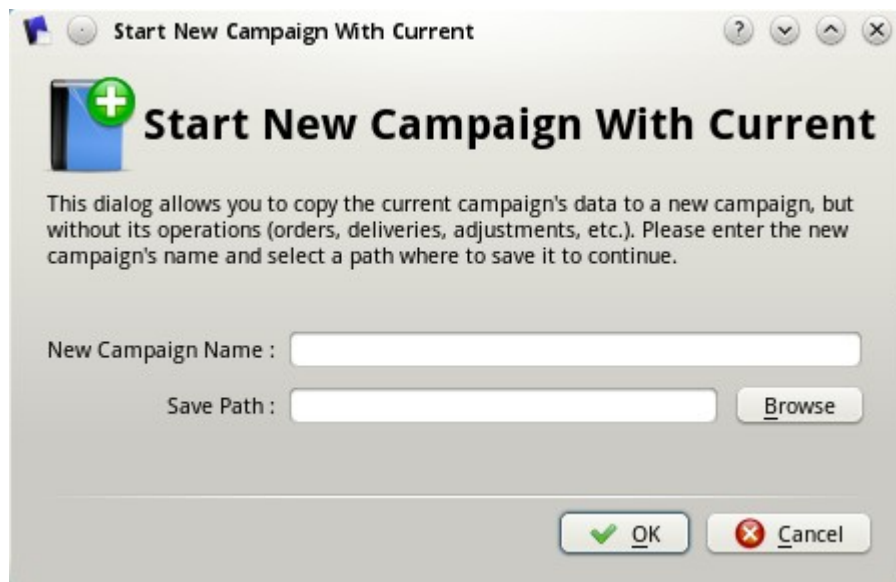 Start New Campaign With Current
Start New Campaign With Current
This dialog allows you to copy the current campaign's data to a new campaign, but
without its operations (orders, deliveries, adjustments, etc.). Please enter the new
campaign's name and select a path where to save it to continue.
New Campaign Name :
Save Path :
Browse
OK
Cancel